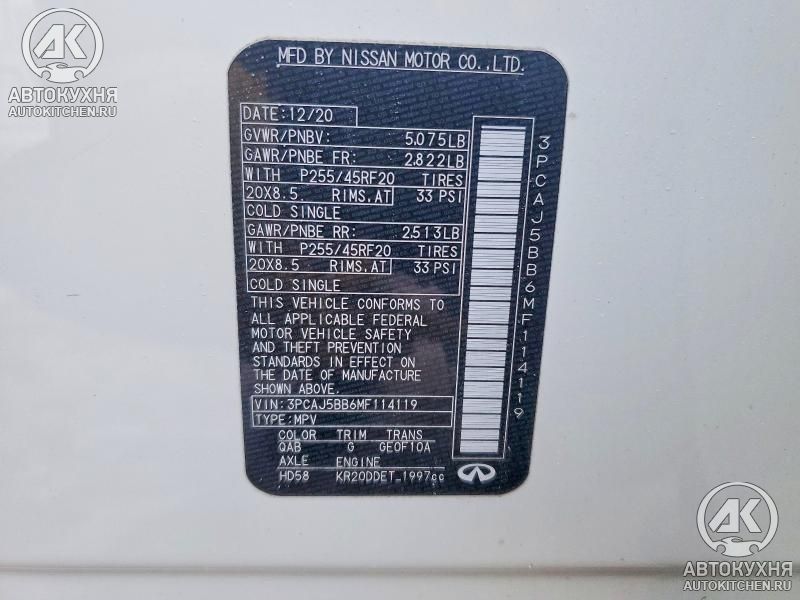 АВТОКУХНЯ
AUTOKITCHEN.RU
MFD BY NISSAN MOTOR CO.,LTD.
DATE: 12/20
GVWR/PNBV: 5.075LB
GAWR/PNBE FR: 2.822LB
WITH P255/45RF20 TIRES
20X8.5 RIMS,AT 33 PSI
COLD SINGLE
GAWR/PNBE RR: 2.513LB
WITH P255/45RF20 TIRES
20X8.5 RIMS,AT 33 PSI
COLD SINGLE
THIS VEHICLE CONFORMS TO
ALL APPLICABLE FEDERAL
MOTOR VEHICLE SAFETY
AND THEFT PREVENTION
STANDARDS IN EFFECT ON
THE DATE OF MANUFACTURE
SHOWN ABOVE.
VIN: 3PCAJ5BB6MF114119
TYPE: MPV
COLOR TRIM TRANS
QAB G GE0F10A
AXLE ENGINE
HD58 KR20DDET_1997cc
3PCAJ5BB6MF114119
АК
АВТОКУХНЯ
AUTOKITCHEN.RU